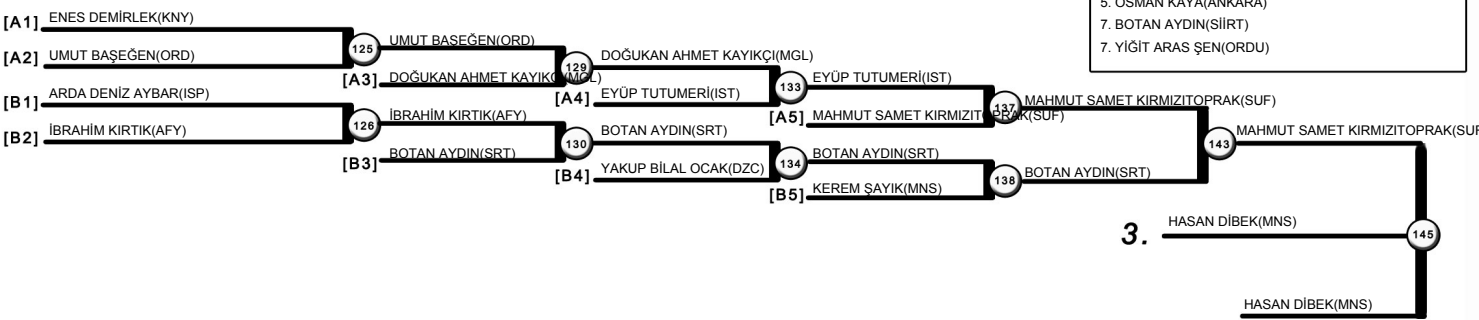 5. OSMAN KAYA(ANKARA)
7. BOTAN AYDIN(SİİRT)
7. YİĞİT ARAS ŞEN(ORDU)
[A1] ENES DEMİRLEK(KNY)
[A2] UMUT BAŞEĞEN(ORD)
125
UMUT BAŞEĞEN(ORD)
[A3] DOĞUKAN AHMET KAYIKÇI(MGL)
129
DOĞUKAN AHMET KAYIKÇI(MGL)
[A4] EYÜP TUTUMERİ(IST)
133
EYÜP TUTUMERİ(IST)
[A5] MAHMUT SAMET KIRMIZITOPRAK(SUF)
137
MAHMUT SAMET KIRMIZITOPRAK(SUF)
[B1] ARDA DENİZ AYBAR(ISP)
[B2] İBRAHİM KIRTIK(AFY)
126
İBRAHİM KIRTIK(AFY)
[B3] BOTAN AYDIN(SRT)
130
BOTAN AYDIN(SRT)
[B4] YAKUP BİLAL OCAK(DZC)
134
BOTAN AYDIN(SRT)
[B5] KEREM ŞAYIK(MNS)
138
BOTAN AYDIN(SRT)
143
MAHMUT SAMET KIRMIZITOPRAK(SUF
3. HASAN DİBEK(MNS)
145
HASAN DİBEK(MNS)